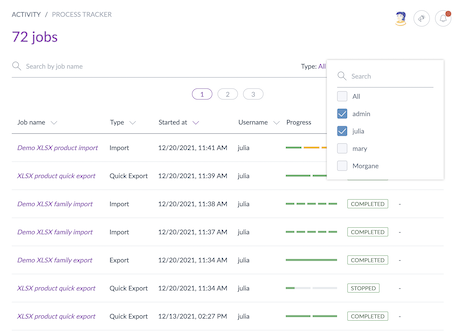 ACTIVITY / PROCESS TRACKER
72 jobs
Search by job name
Type: All
Search
All
admin
julia
mary
Morgane
1 2 3
Job name Type Started at Username Progress
Demo XLSX product import Import 12/20/2021, 11:41 AM julia
XLSX product quick export Quick Export 12/20/2021, 11:39 AM julia
Demo XLSX family import Import 12/20/2021, 11:38 AM julia COMPLETED -
Demo XLSX family import Import 12/20/2021, 11:37 AM julia COMPLETED -
Demo XLSX family export Export 12/20/2021, 11:34 AM julia COMPLETED -
XLSX product quick export Quick Export 12/20/2021, 11:34 AM julia STOPPED -
XLSX product quick export Quick Export 12/13/2021, 02:27 PM julia COMPLETED -